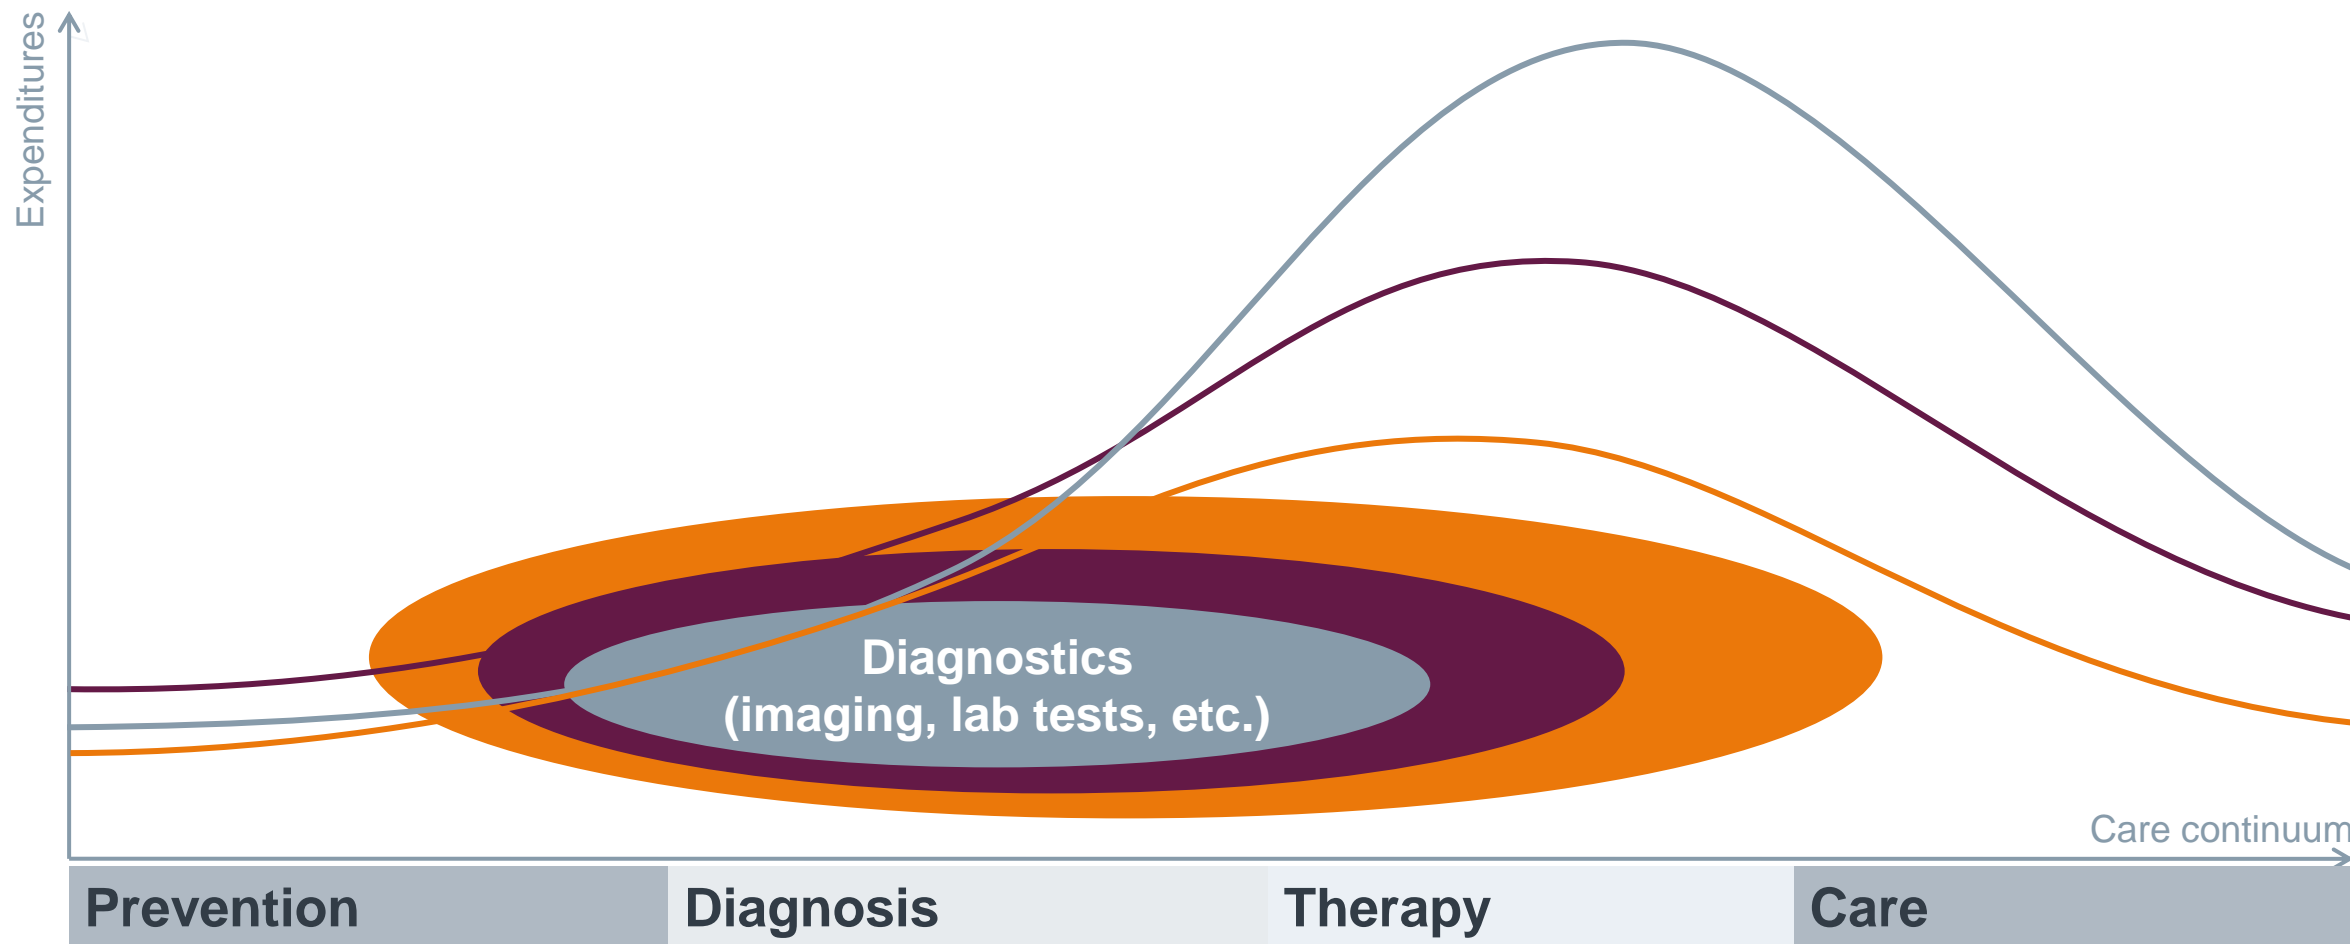 Expenditures
Diagnostics
(imaging, lab tests, etc.)
Care continuum
Prevention
Diagnosis
Therapy
Care